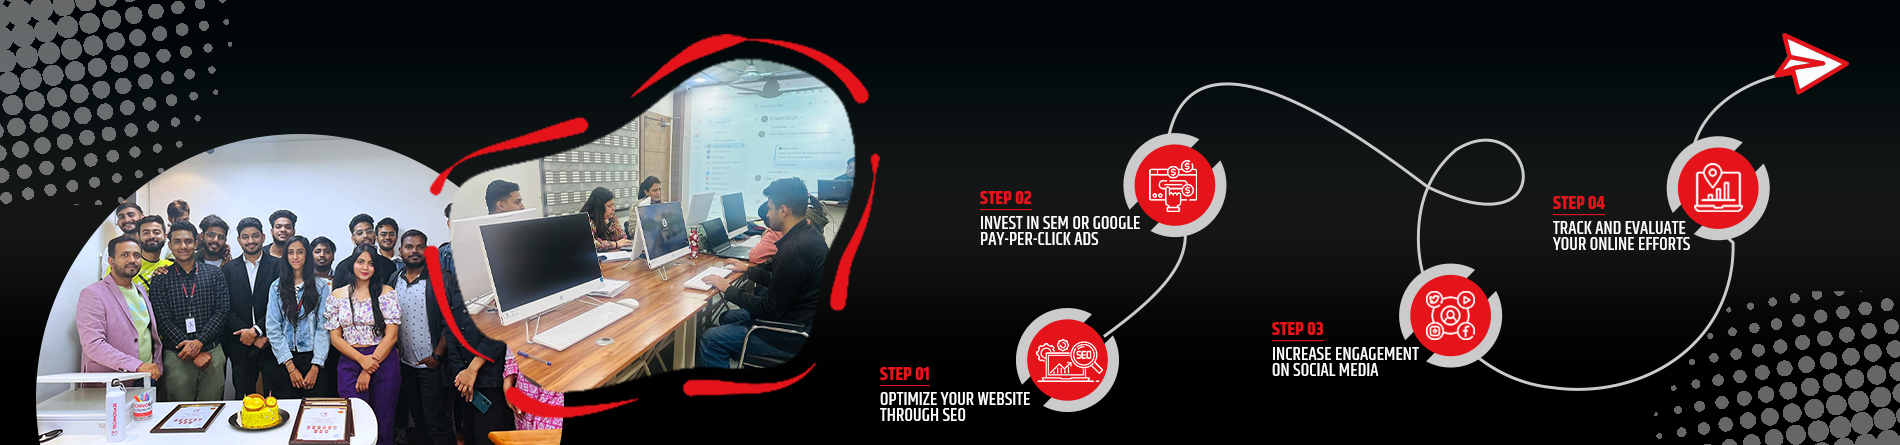 STEP 01
OPTIMIZE YOUR WEBSITE
THROUGH SEO
SEO
STEP 02
INVEST IN SEM OR GOOGLE
PAY-PER-CLICK ADS
STEP 03
INCREASE ENGAGEMENT
ON SOCIAL MEDIA
STEP 04
TRACK AND EVALUATE
YOUR ONLINE EFFORTS